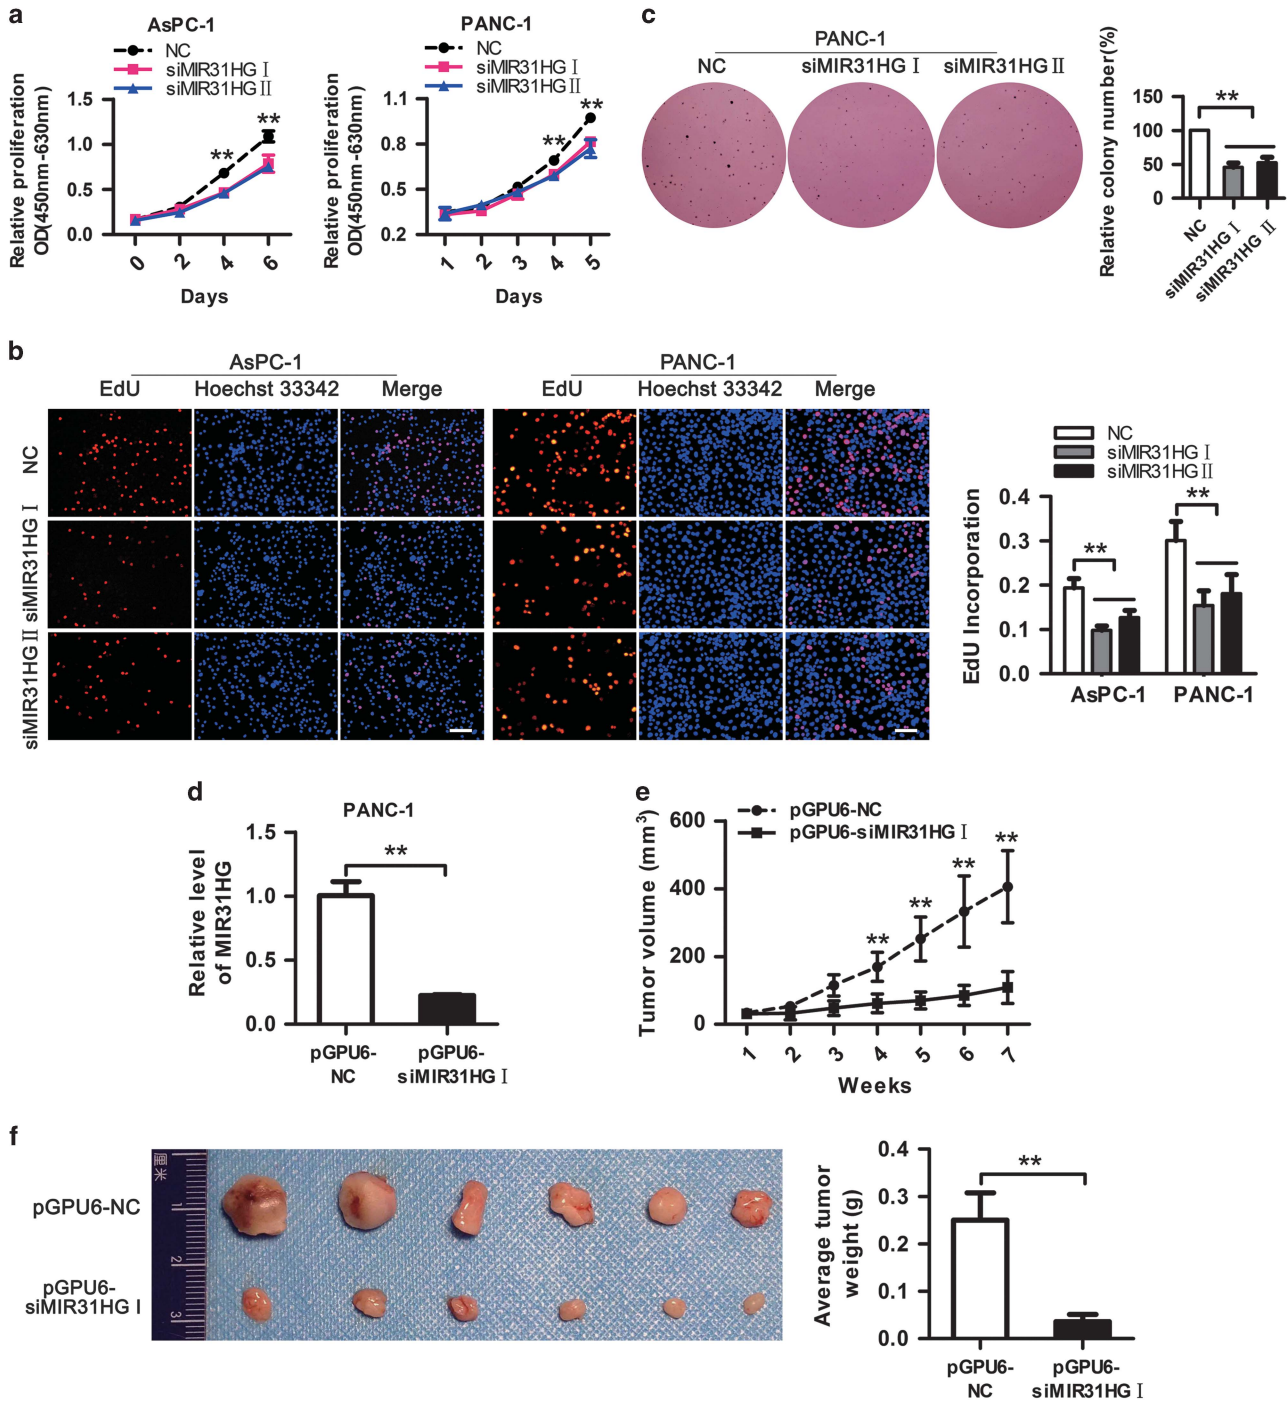 a
AsPC-1
NC
siMIR31HG Ⅰ
siMIR31HG Ⅱ
Relative proliferation
OD(450nm-630nm)
1.5
1.0
0.5
0.0
**
**
0
2
4
6
Days
PANC-1
NC
siMIR31HG Ⅰ
siMIR31HG Ⅱ
Relative proliferation
OD(450nm-630nm)
1.1
0.8
0.5
0.2
**
**
1
2
3
4
5
Days
c
PANC-1
NC
siMIR31HG Ⅰ
siMIR31HG Ⅱ
Relative colony number(%)
150
100
50
0
**
NC
siMIR31HG Ⅰ
siMIR31HG Ⅱ
b
AsPC-1
EdU
Hoechst 33342
Merge
PANC-1
EdU
Hoechst 33342
Merge
NC
siMIR31HG Ⅰ
siMIR31HG Ⅱ
NC
siMIR31HG Ⅰ
siMIR31HG Ⅱ
EdU Incorporation
0.4
0.3
0.2
0.1
0.0
**
**
AsPC-1
PANC-1
d
PANC-1
Relative level
of MIR31HG
1.5
1.0
0.5
0.0
**
pGPU6-
NC
pGPU6-
siMIR31HG Ⅰ
e
pGPU6-NC
pGPU6-siMIR31HG Ⅰ
Tumor volume (mm³)
600
400
200
0
**
**
**
**
1
2
3
4
5
6
7
Weeks
f
pGPU6-NC
pGPU6-
siMIR31HG Ⅰ
厘米
1
2
3
Average tumor
weight (g)
0.4
0.3
0.2
0.1
0.0
**
pGPU6-
NC
pGPU6-
siMIR31HG Ⅰ